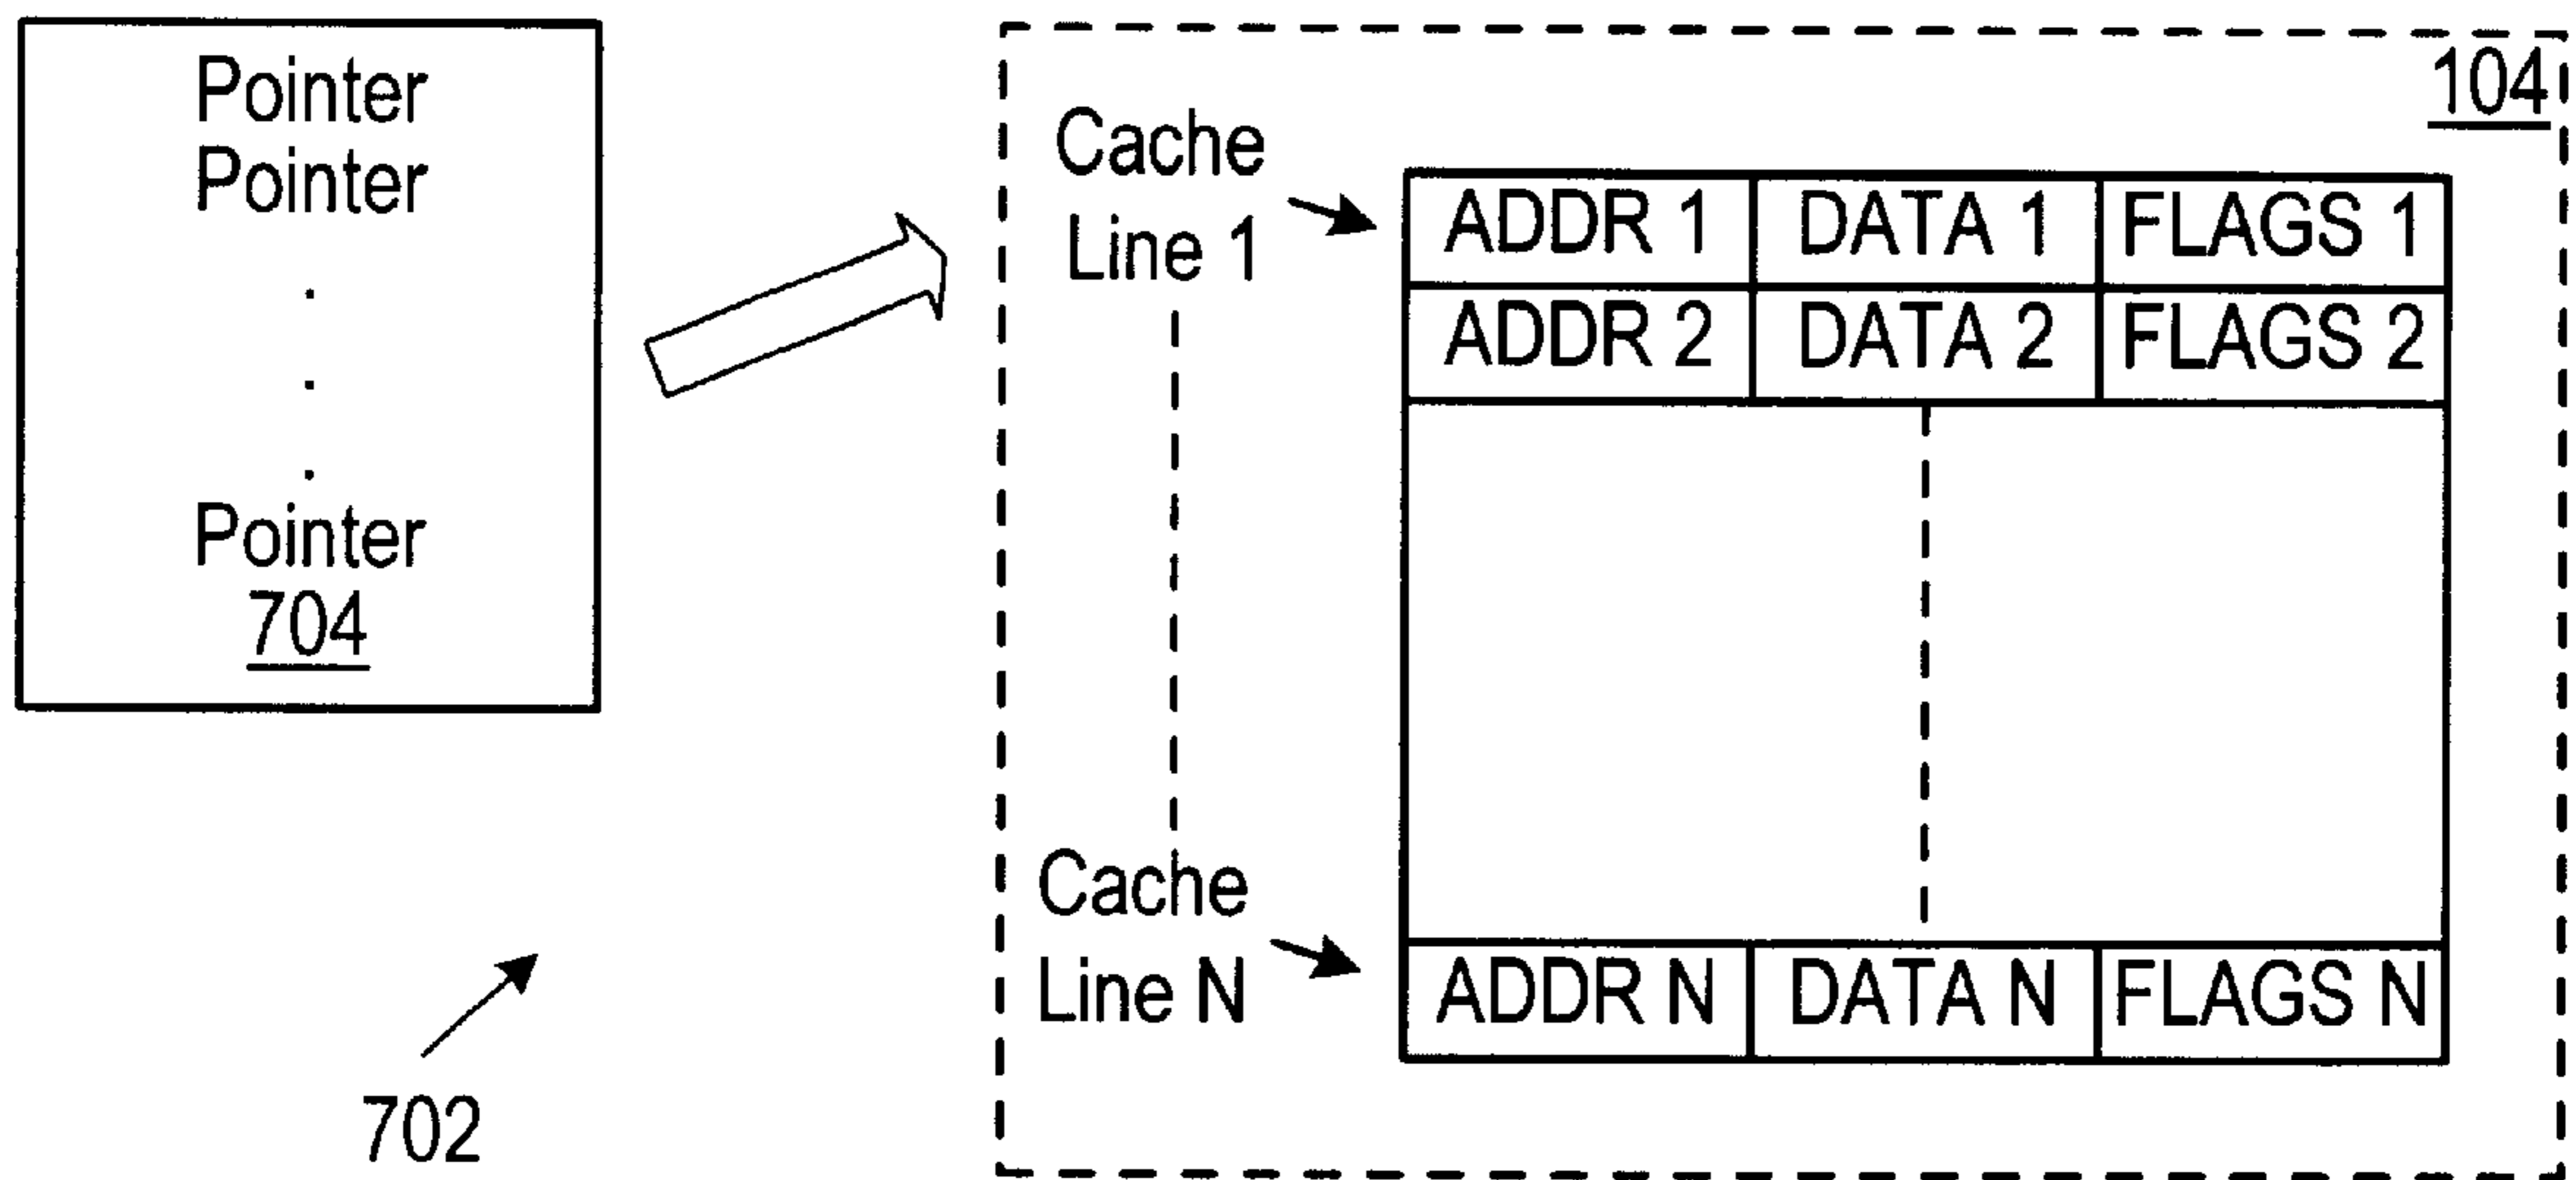 Pointer
Pointer
.
.
.
Pointer
704
702
104
Cache
Line 1
ADDR 1 DATA 1 FLAGS 1
ADDR 2 DATA 2 FLAGS 2
Cache
Line N
ADDR N DATA N FLAGS N